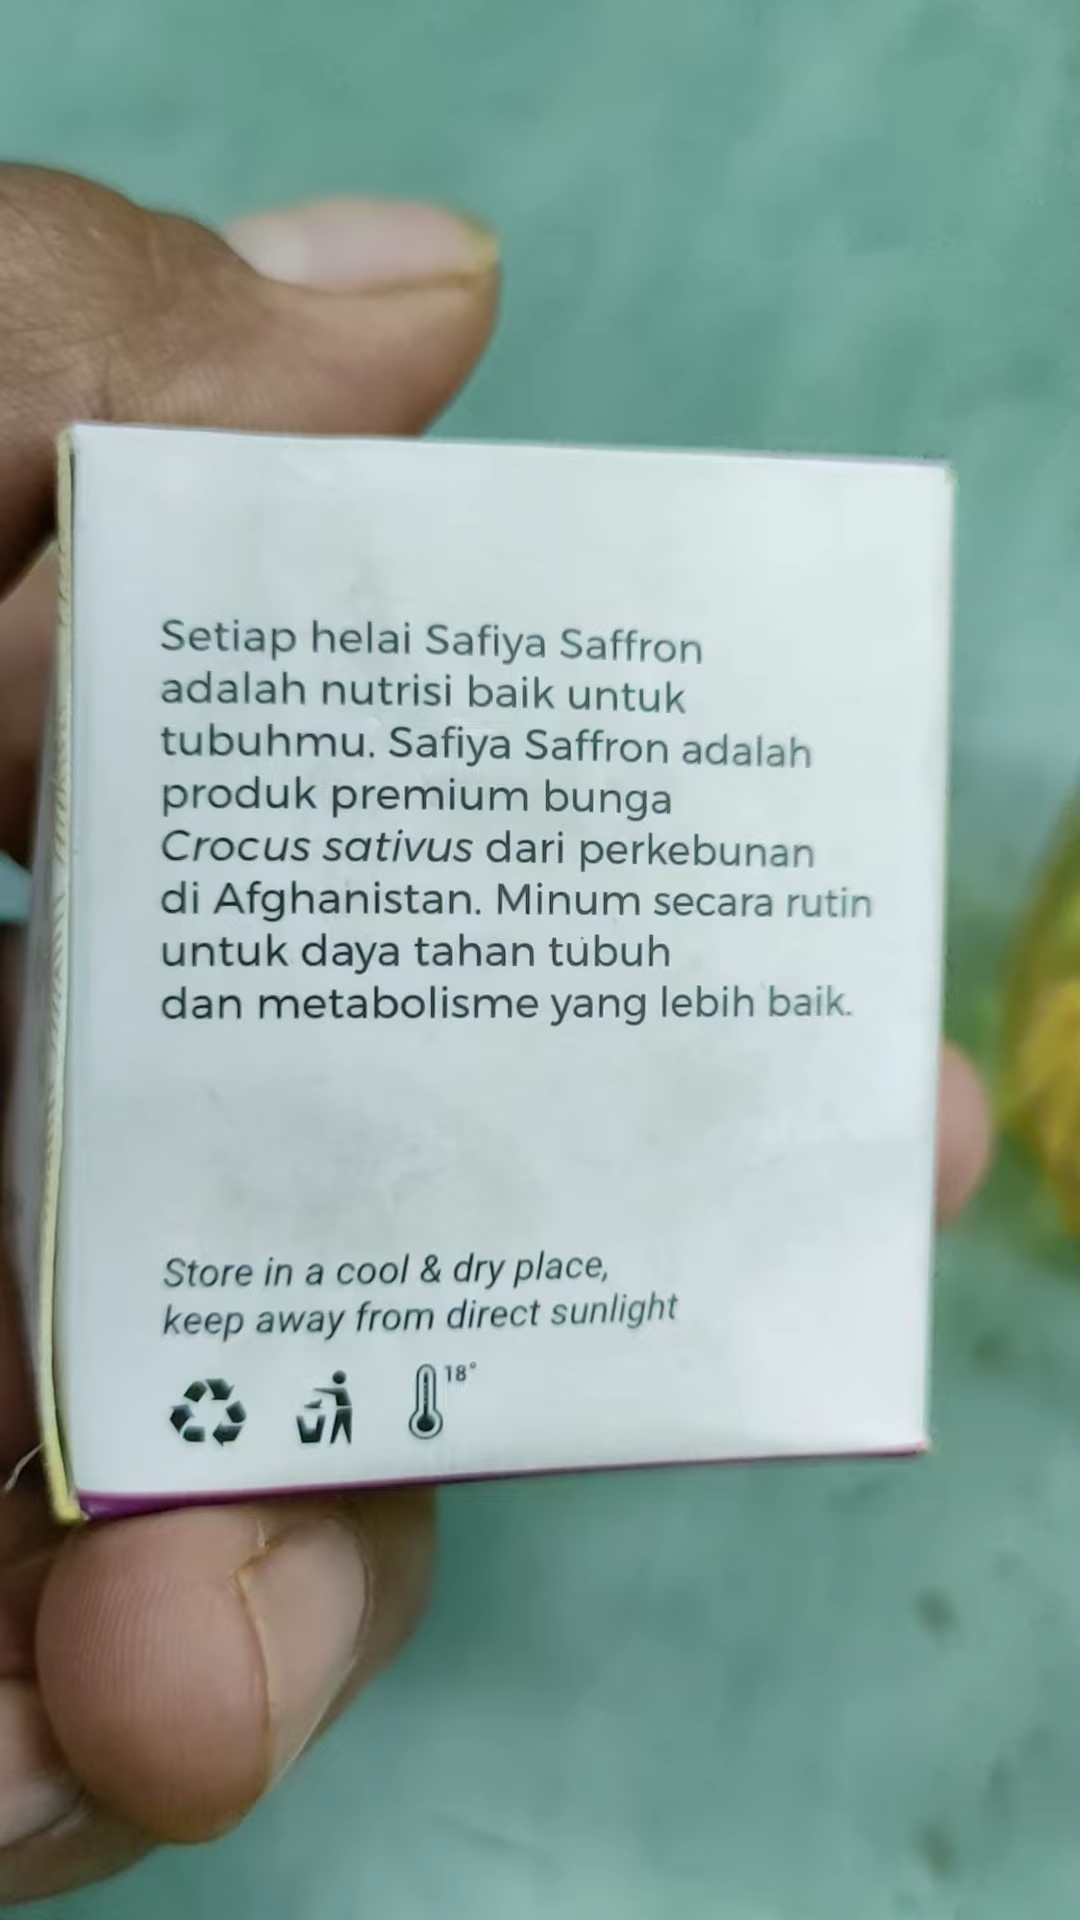 Setiap helai Safiya Saffron
adalah nutrisi baik untuk
tubuhmu. Safiya Saffron adalah
produk premium bunga
Crocus sativus dari perkebunan
di Afghanistan. Minum secara rutin
untuk daya tahan tubuh
dan metabolisme yang lebih baik.
Store in a cool & dry place,
keep away from direct sunlight
18°